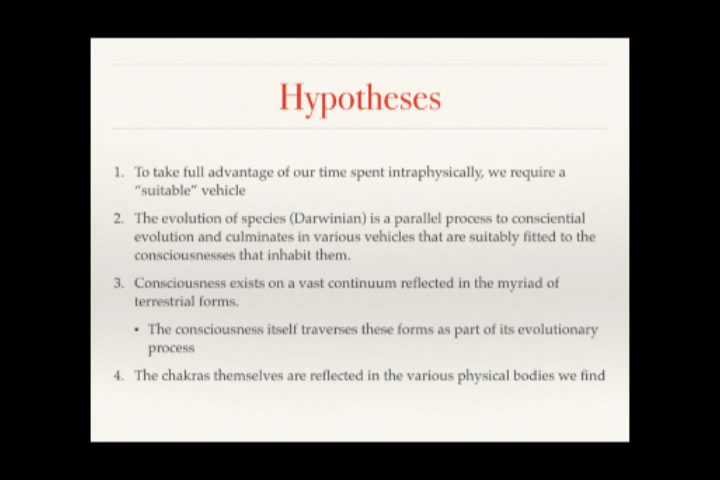 Hypotheses
1. To take full advantage of our time spent intraphysically, we require a
"suitable" vehicle
2. The evolution of species (Darwinian) is a parallel process to consciential
evolution and culminates in various vehicles that are suitably fitted to the
consciousnesses that inhabit them.
3. Consciousness exists on a vast continuum reflected in the myriad of
terrestrial forms.
• The consciousness itself traverses these forms as part of its evolutionary
process
4. The chakras themselves are reflected in the various physical bodies we find